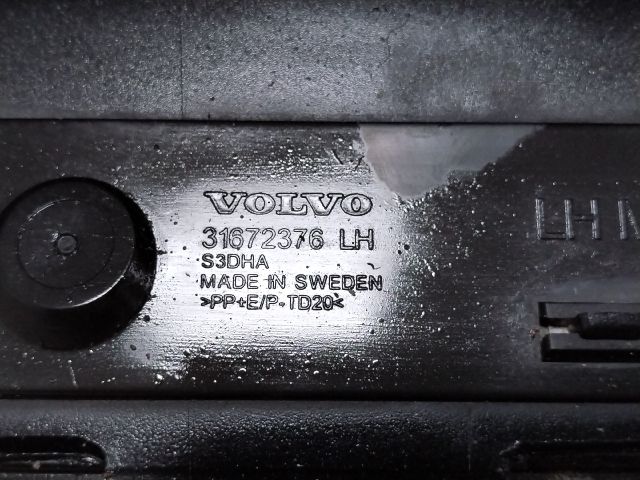 VOLVO
31672376 LH
S3DHA
MADE IN SWEDEN
>PP+E/P-TD20<
LH